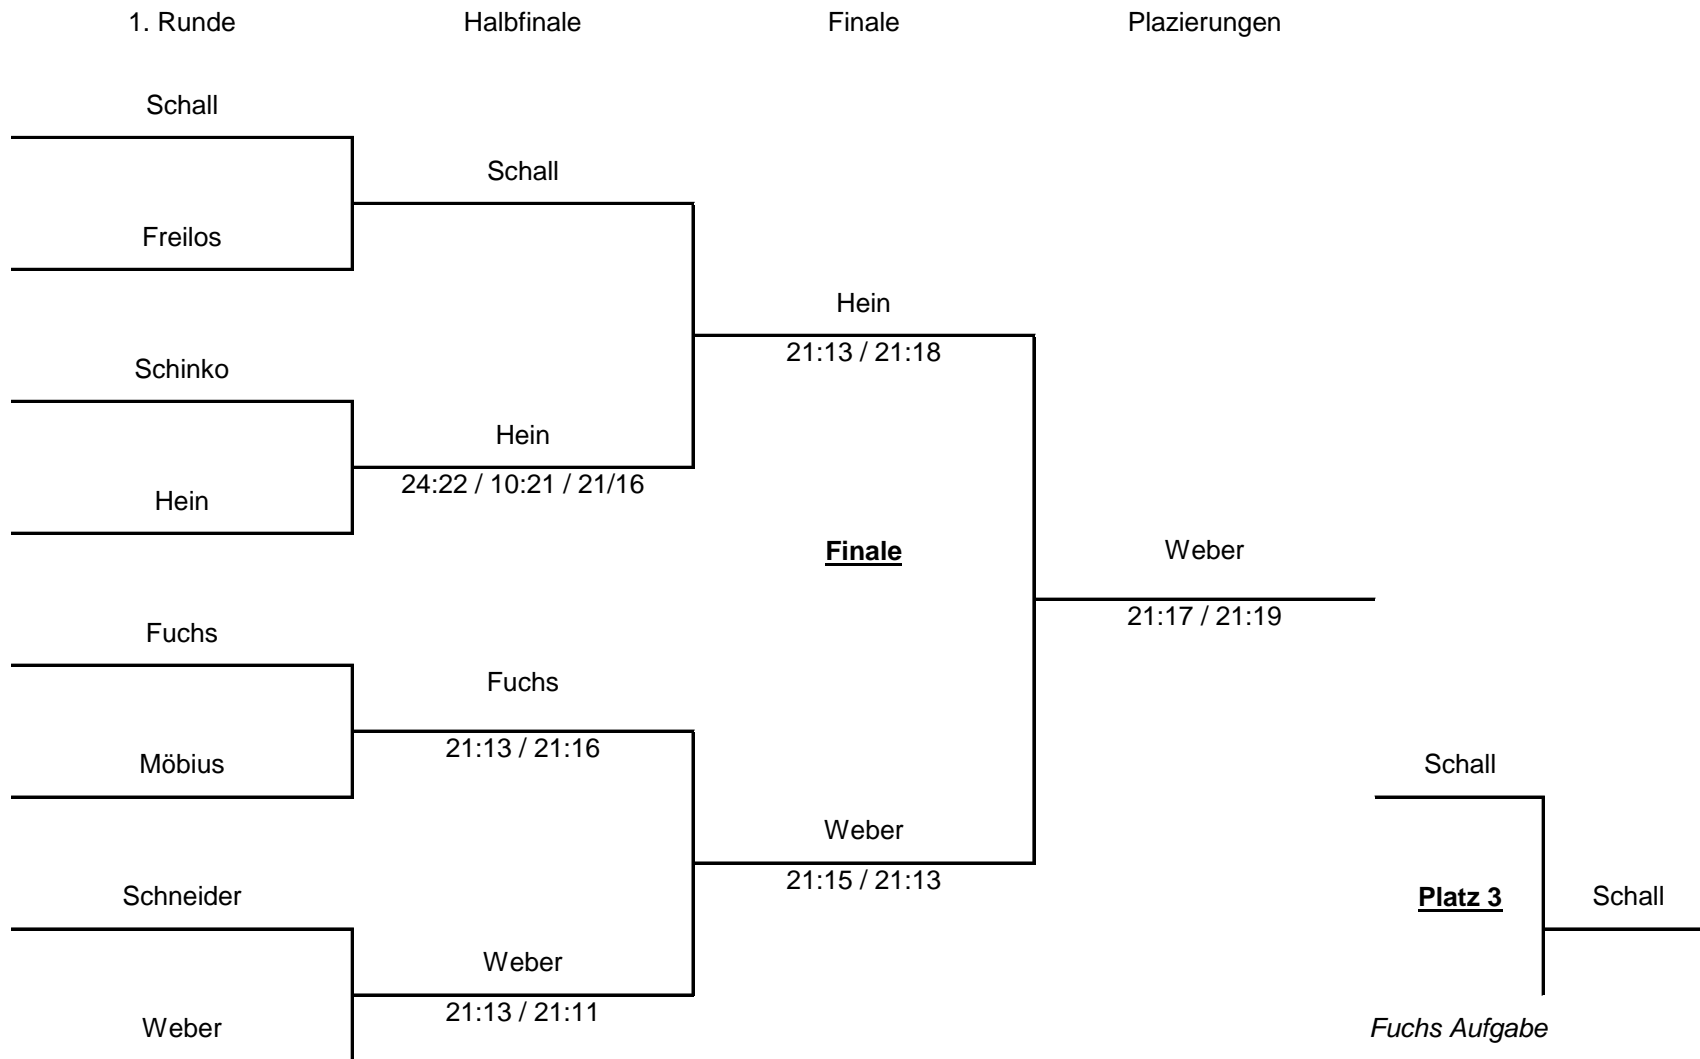 1. Runde Halbfinale Finale Plazierungen
Schall
Schall
Freilos
Hein
21:13 / 21:18
Schinko
Hein
24:22 / 10:21 / 21/16
Hein
Finale
Weber
21:17 / 21:19
Fuchs
Fuchs
21:13 / 21:16
Möbius
Schall
Weber
21:15 / 21:13
Schneider
Platz 3
Schall
Weber
21:13 / 21:11
Weber
Fuchs Aufgabe